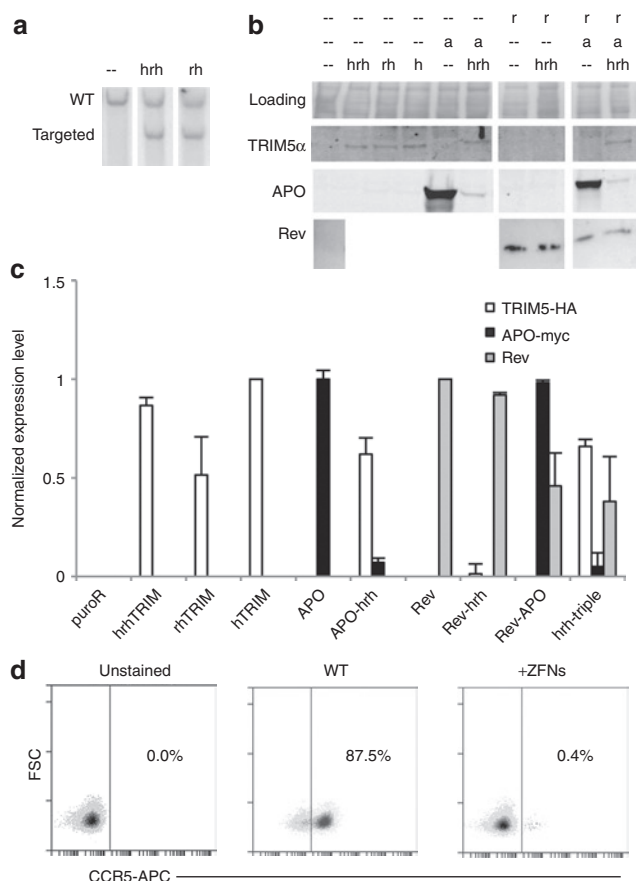 a
-- hrh rh
WT
Targeted
b
-- -- -- -- -- -- r r r r
-- -- -- -- a a -- -- a a
-- hrh rh h -- hrh -- hrh -- hrh
Loading
TRIM5α
APO
Rev
c
Normalized expression level
1.5
1
0.5
0
TRIM5-HA
APO-myc
Rev
puroR
hrhTRIM
rhTRIM
hTRIM
APO
APO-hrh
Rev
Rev-hrh
Rev-APO
hrh-triple
d
Unstained
WT
+ZFNs
FSC
0.0%
87.5%
0.4%
CCR5-APC